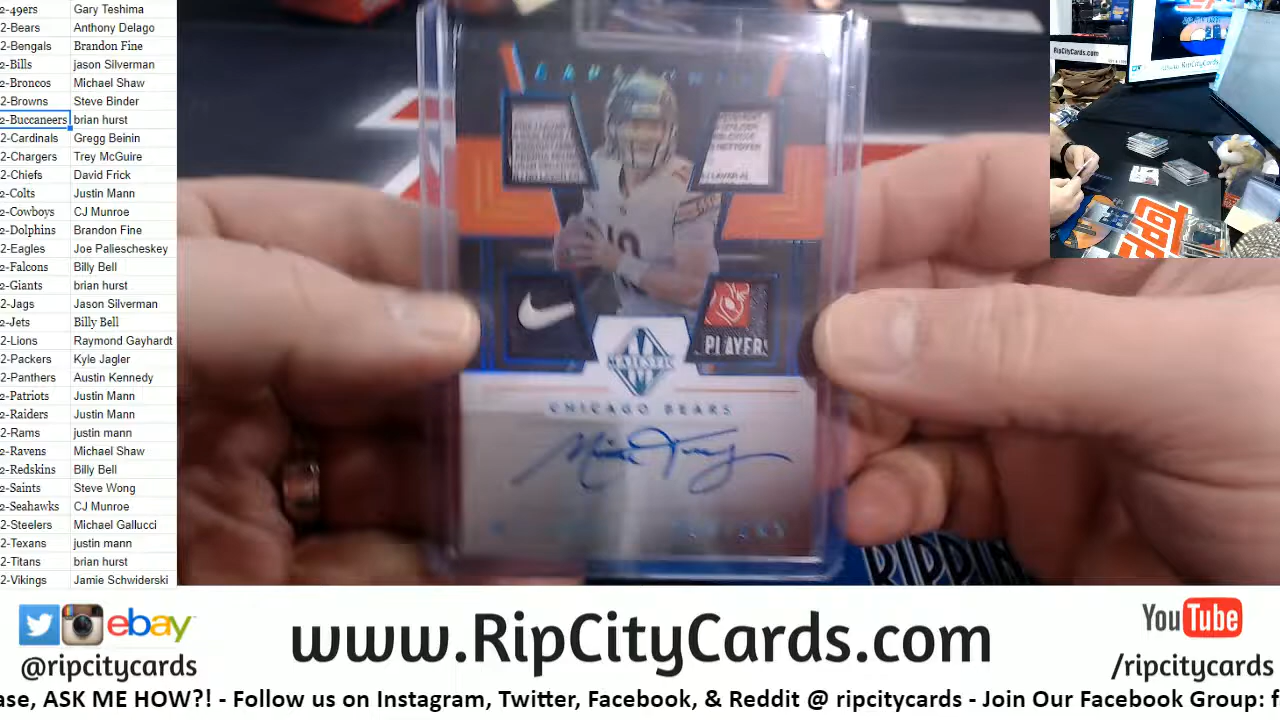 2-49ers Gary Teshima
2-Bears Anthony Delago
2-Bengals Brandon Fine
2-Bills jason Silverman
2-Broncos Michael Shaw
2-Browns Steve Binder
2-Buccaneers brian hurst
2-Cardinals Gregg Beinin
2-Chargers Trey McGuire
2-Chiefs David Frick
2-Colts Justin Mann
2-Cowboys CJ Munroe
2-Dolphins Brandon Fine
2-Eagles Joe Paliescheskey
2-Falcons Billy Bell
2-Giants brian hurst
2-Jags Jason Silverman
2-Jets Billy Bell
2-Lions Raymond Gayhardt
2-Packers Kyle Jagler
2-Panthers Austin Kennedy
2-Patriots Justin Mann
2-Raiders Justin Mann
2-Rams justin mann
2-Ravens Michael Shaw
2-Redskins Billy Bell
2-Saints Steve Wong
2-Seahawks CJ Munroe
2-Steelers Michael Gallucci
2-Texans justin mann
2-Titans brian hurst
2-Vikings Jamie Schwiderski
PLAYERS
MAJESTIC
CHICAGO BEARS
RIPPIN
RipCityCards.com
TOPPS
ebay
@ripcitycards
www.RipCityCards.com
YouTube
/ripcitycards
ase, ASK ME HOW?! - Follow us on Instagram, Twitter, Facebook, & Reddit @ ripcitycards - Join Our Facebook Group: f